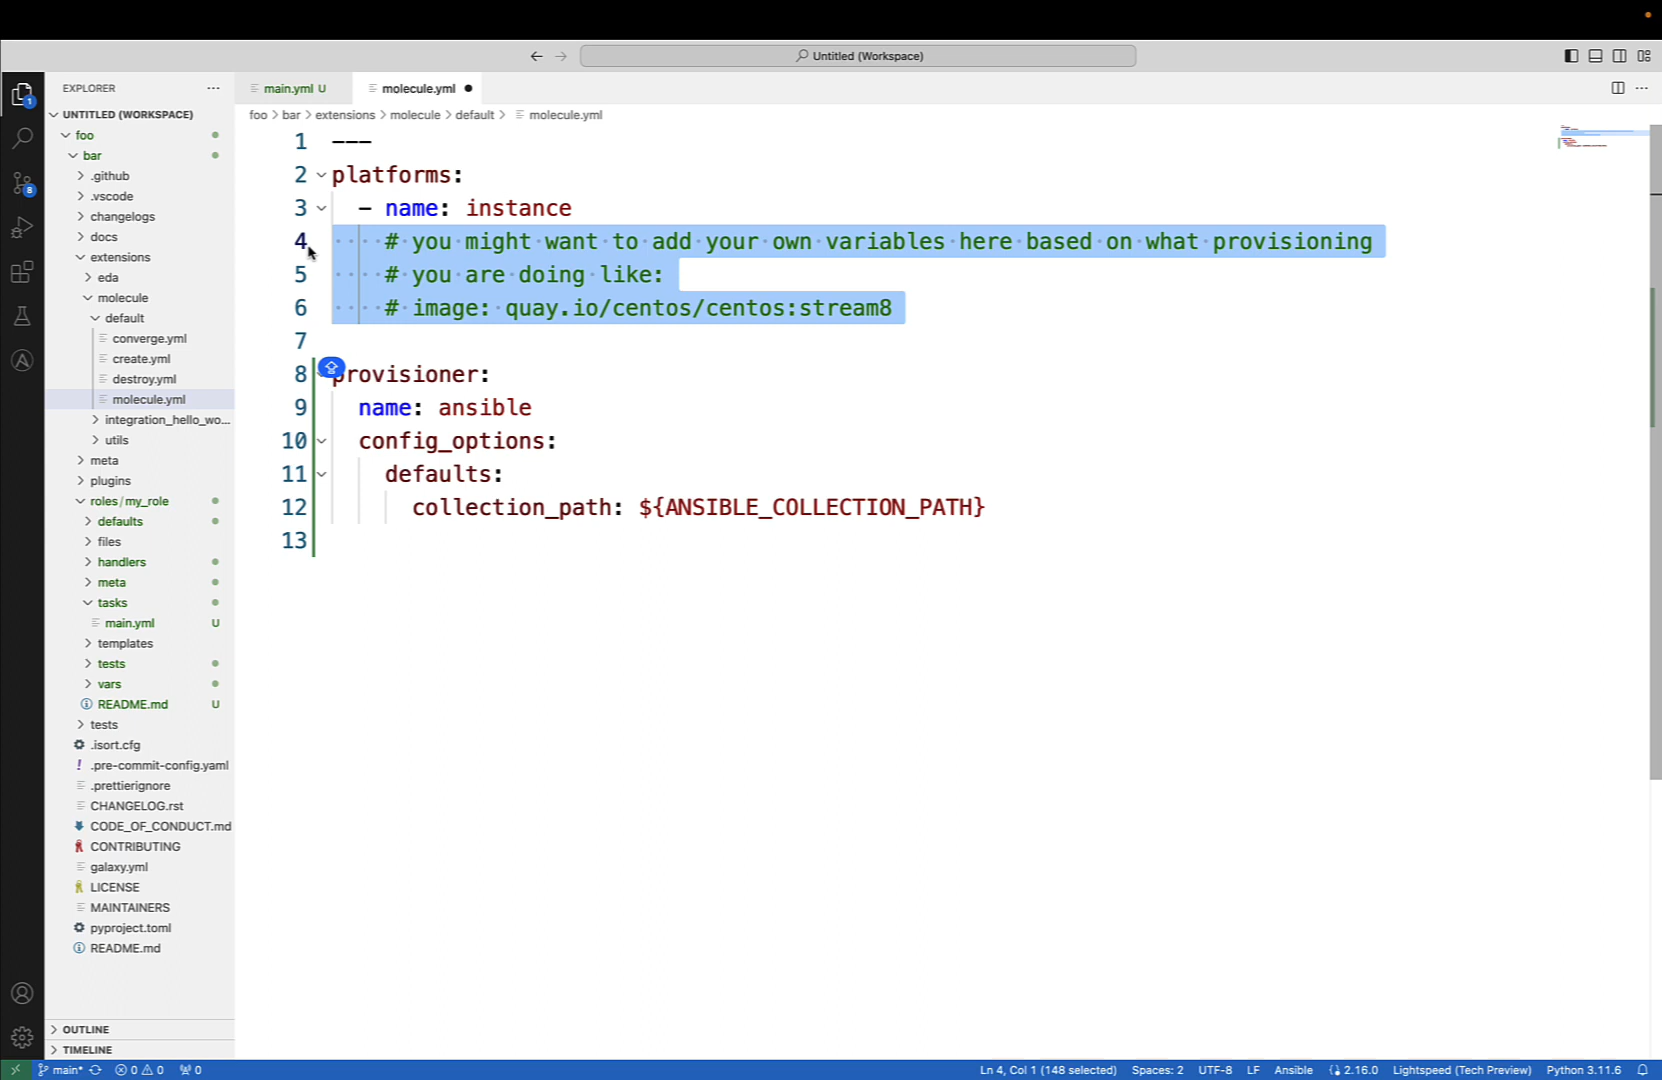 Untitled (Workspace)
EXPLORER
main.yml U
molecule.yml
UNTITLED (WORKSPACE)
foo > bar > extensions > molecule > default > molecule.yml
foo
bar
.github
.vscode
changelogs
docs
extensions
eda
molecule
default
converge.yml
create.yml
destroy.yml
molecule.yml
integration_hello_wo...
utils
meta
plugins
roles/my_role
defaults
files
handlers
meta
tasks
main.yml U
templates
tests
vars
README.md U
tests
.isort.cfg
.pre-commit-config.yaml
.prettierignore
CHANGELOG.rst
CODE_OF_CONDUCT.md
CONTRIBUTING
galaxy.yml
LICENSE
MAINTAINERS
pyproject.toml
README.md
OUTLINE
TIMELINE
1
8
1 ---
2 platforms:
3 - name: instance
4 # you might want to add your own variables here based on what provisioning
5 # you are doing like:
6 # image: quay.io/centos/centos:stream8
7
8 provisioner:
9 name: ansible
10 config_options:
11 defaults:
12 collection_path: ${ANSIBLE_COLLECTION_PATH}
13
main* 0 0 0 Ln 4, Col 1 (148 selected) Spaces: 2 UTF-8 LF Ansible 2.16.0 Lightspeed (Tech Preview) Python 3.11.6